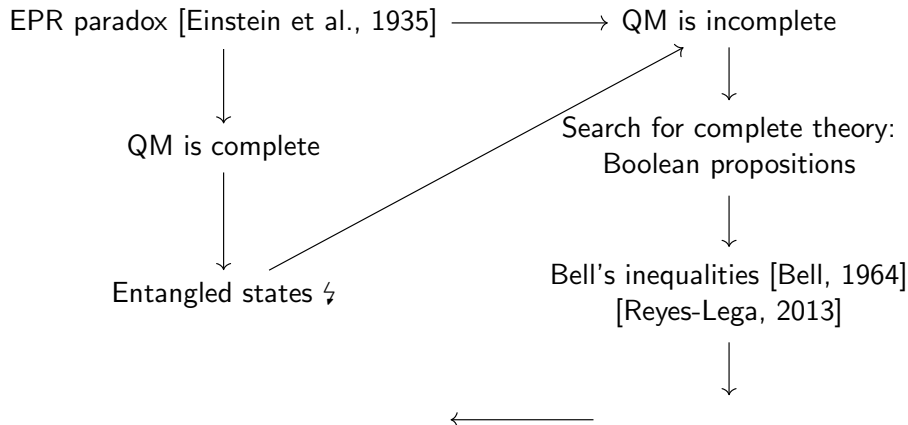 EPR paradox [Einstein et al., 1935]
QM is incomplete
QM is complete
Search for complete theory:
Boolean propositions
Entangled states ↯
Bell's inequalities [Bell, 1964]
[Reyes-Lega, 2013]